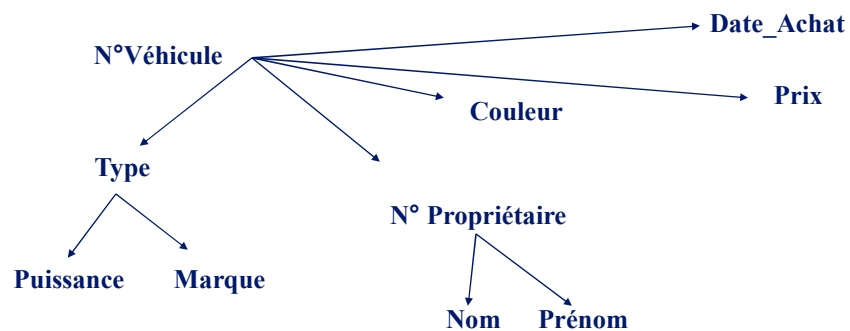 Date_Achat
N°Véhicule
Prix
Couleur
Type
N° Propriétaire
Puissance
Marque
Nom
Prénom